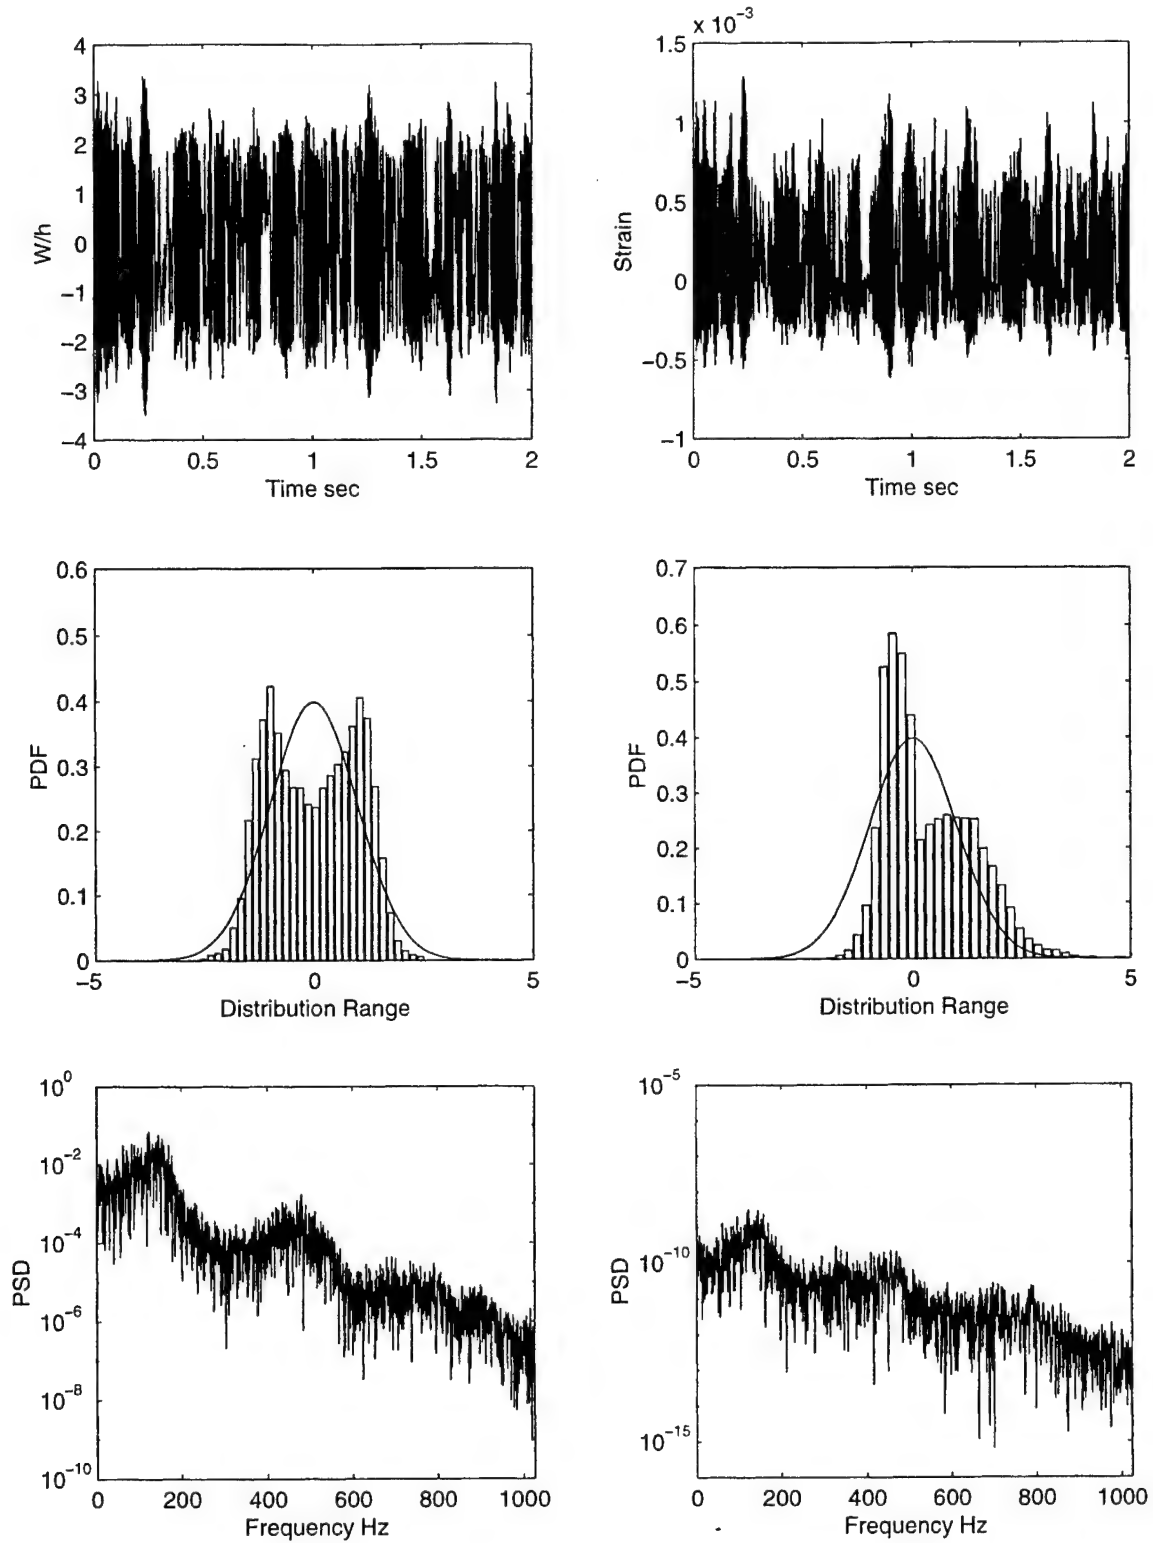 4
3
2
1
0
−1
−2
−3
−4
W/h
0 0.5 1 1.5 2
Time sec
x 10⁻³
1.5
1
0.5
0
−0.5
−1
Strain
0 0.5 1 1.5 2
Time sec
0.6
0.5
0.4
0.3
0.2
0.1
0
PDF
−5 0 5
Distribution Range
0.7
0.6
0.5
0.4
0.3
0.2
0.1
0
PDF
−5 0 5
Distribution Range
10⁰
10⁻²
10⁻⁴
10⁻⁶
10⁻⁸
10⁻¹⁰
PSD
0 200 400 600 800 1000
Frequency Hz
10⁻⁵
10⁻¹⁰
10⁻¹⁵
PSD
0 200 400 600 800 1000
Frequency Hz